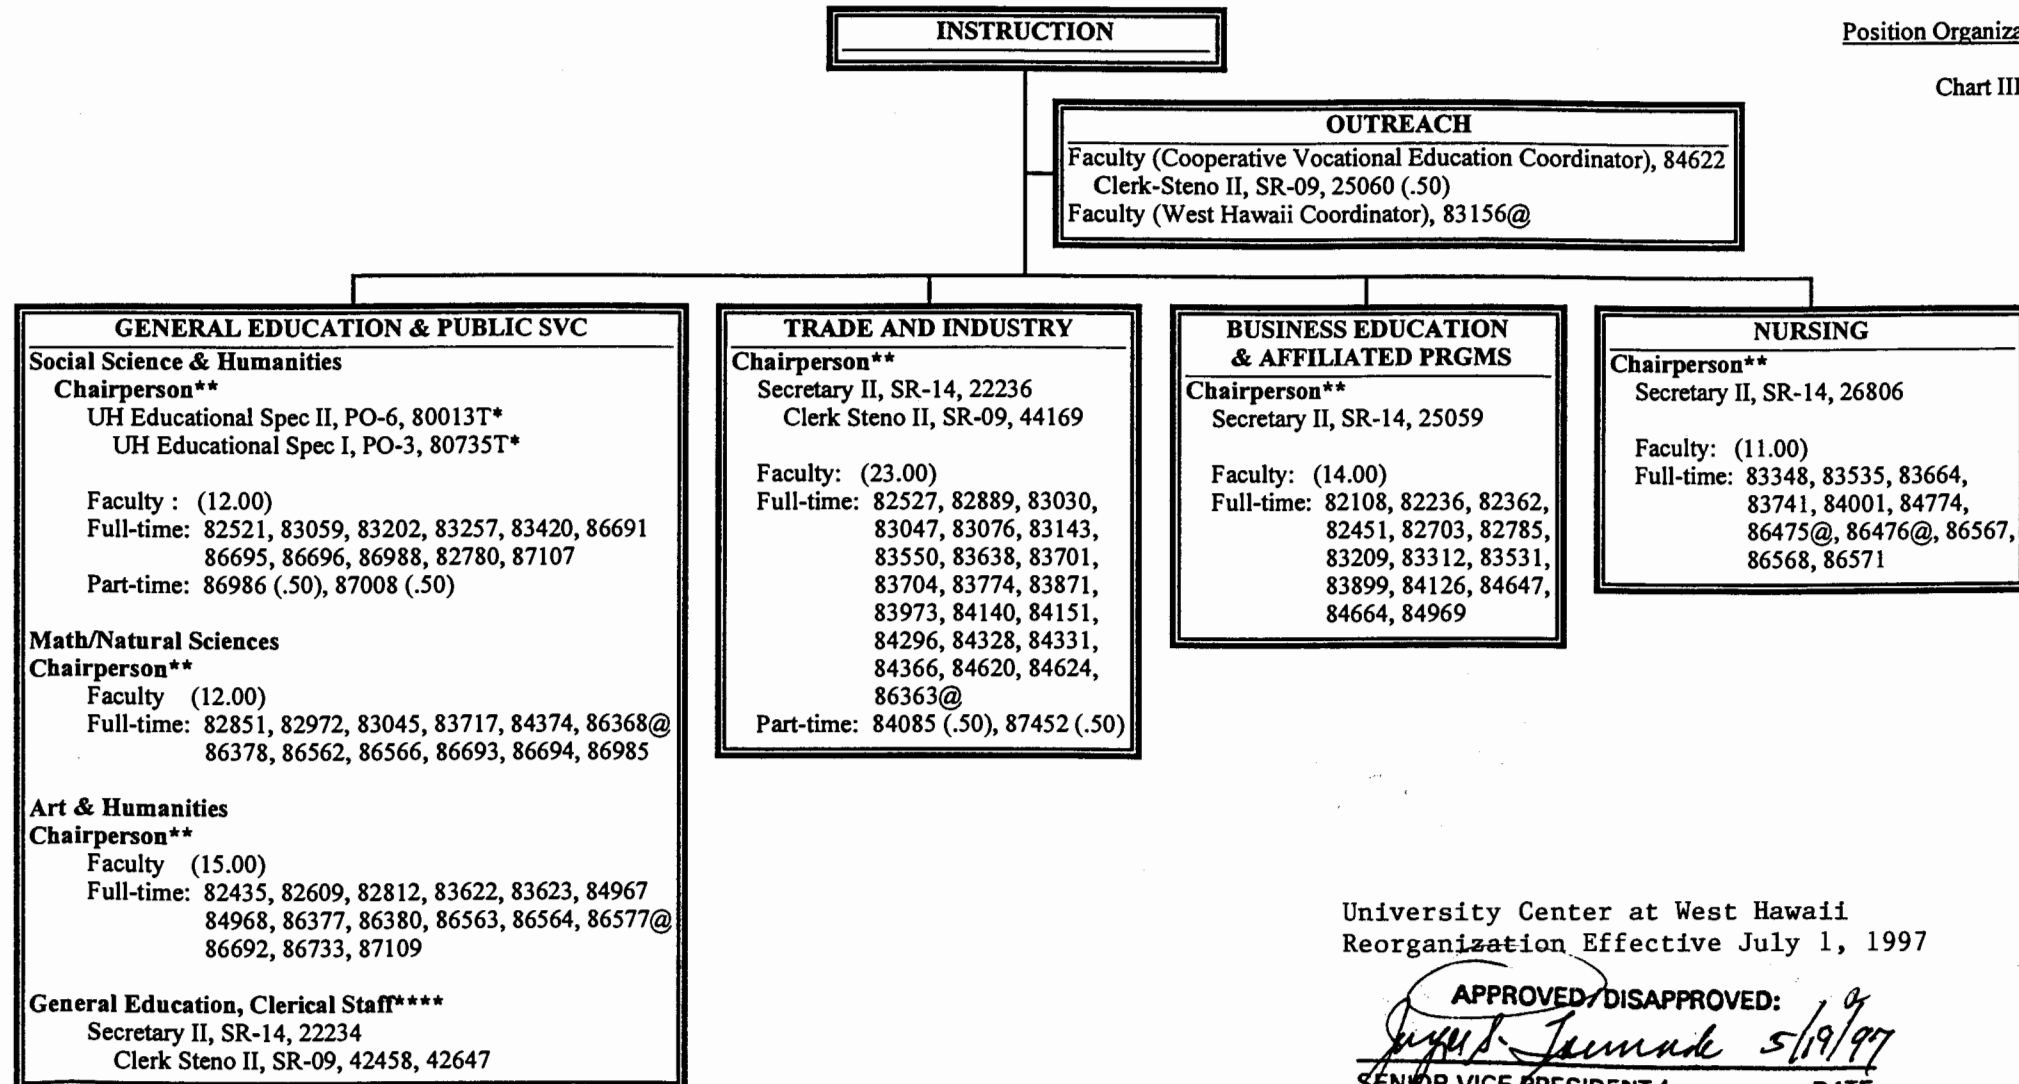 INSTRUCTION
Position Organiza
Chart III
OUTREACH
Faculty (Cooperative Vocational Education Coordinator), 84622
Clerk-Steno II, SR-09, 25060 (.50)
Faculty (West Hawaii Coordinator), 83156@
GENERAL EDUCATION & PUBLIC SVC
Social Science & Humanities
Chairperson**
UH Educational Spec II, PO-6, 80013T*
UH Educational Spec I, PO-3, 80735T*
Faculty : (12.00)
Full-time: 82521, 83059, 83202, 83257, 83420, 86691
86695, 86696, 86988, 82780, 87107
Part-time: 86986 (.50), 87008 (.50)
Math/Natural Sciences
Chairperson**
Faculty (12.00)
Full-time: 82851, 82972, 83045, 83717, 84374, 86368@
86378, 86562, 86566, 86693, 86694, 86985
Art & Humanities
Chairperson**
Faculty (15.00)
Full-time: 82435, 82609, 82812, 83622, 83623, 84967
84968, 86377, 86380, 86563, 86564, 86577@
86692, 86733, 87109
General Education, Clerical Staff****
Secretary II, SR-14, 22234
Clerk Steno II, SR-09, 42458, 42647
TRADE AND INDUSTRY
Chairperson**
Secretary II, SR-14, 22236
Clerk Steno II, SR-09, 44169
Faculty: (23.00)
Full-time: 82527, 82889, 83030,
83047, 83076, 83143,
83550, 83638, 83701,
83704, 83774, 83871,
83973, 84140, 84151,
84296, 84328, 84331,
84366, 84620, 84624,
86363@
Part-time: 84085 (.50), 87452 (.50)
BUSINESS EDUCATION
& AFFILIATED PRGMS
Chairperson**
Secretary II, SR-14, 25059
Faculty: (14.00)
Full-time: 82108, 82236, 82362,
82451, 82703, 82785,
83209, 83312, 83531,
83899, 84126, 84647,
84664, 84969
NURSING
Chairperson**
Secretary II, SR-14, 26806
Faculty: (11.00)
Full-time: 83348, 83535, 83664,
83741, 84001, 84774,
86475@, 86476@, 86567,
86568, 86571
University Center at West Hawaii
Reorganization Effective July 1, 1997
APPROVED/DISAPPROVED:
5/19/97
SENIOR VICE PRESIDENT DATE